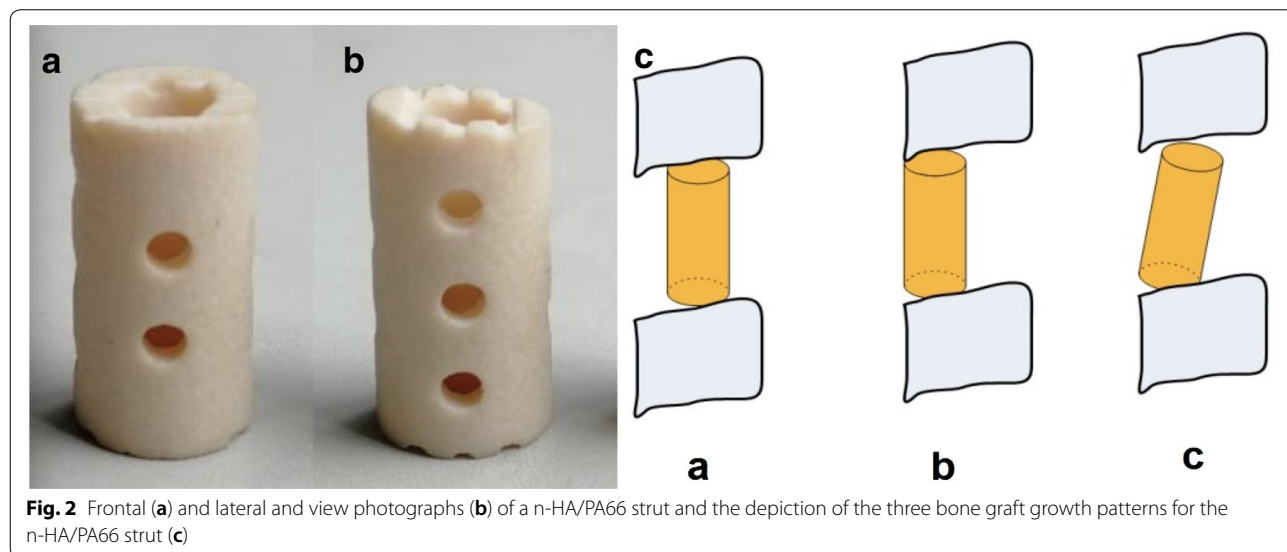 a
b
c
a
b
c
Fig. 2 Frontal (a) and lateral and view photographs (b) of a n-HA/PA66 strut and the depiction of the three bone graft growth patterns for the
n-HA/PA66 strut (c)